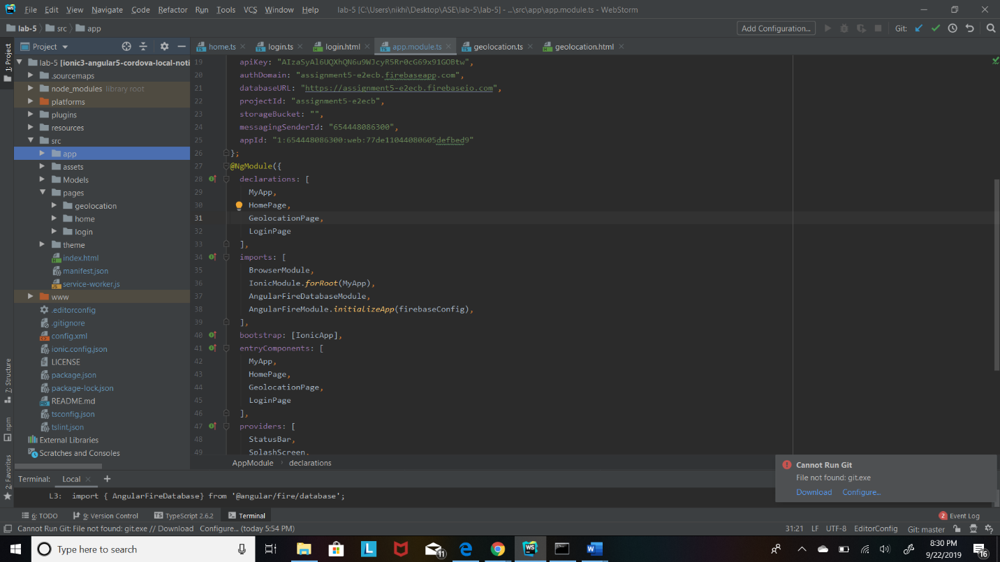 File Edit View Navigate Code Refactor Run Tools VCS Window Help lab-5 [C:\Users\nikhi\Desktop\ASE\lab-5\lab-5] - ...\src\app\app.module.ts - WebStorm
lab-5 src app Add Configuration... Git:
1: Project
Project
home.ts login.ts login.html app.module.ts geolocation.ts geolocation.html
lab-5 [ionic3-angular5-cordova-local-noti
.sourcemaps
node_modules library root
platforms
plugins
resources
src
app
assets
Models
pages
geolocation
home
login
theme
index.html
manifest.json
service-worker.js
www
.editorconfig
.gitignore
config.xml
ionic.config.json
LICENSE
package.json
package-lock.json
README.md
tsconfig.json
tslint.json
External Libraries
Scratches and Consoles
19 apiKey: "AIzaSyAl6UQXhQN6u9WJcyR5Rr0cG69x91GOBtw",
20 authDomain: "assignment5-e2ecb.firebaseapp.com",
21 databaseURL: "https://assignment5-e2ecb.firebaseio.com",
22 projectId: "assignment5-e2ecb",
23 storageBucket: "",
24 messagingSenderId: "654448086300",
25 appId: "1:654448086300:web:77de11044080605defbed9"
26 };
27 @NgModule({
28 declarations: [
29 MyApp,
30 HomePage,
31 GeolocationPage,
32 LoginPage
33 ],
34 imports: [
35 BrowserModule,
36 IonicModule.forRoot(MyApp),
37 AngularFireDatabaseModule,
38 AngularFireModule.initializeApp(firebaseConfig),
39 ],
40 bootstrap: [IonicApp],
41 entryComponents: [
42 MyApp,
43 HomePage,
44 GeolocationPage,
45 LoginPage
46 ],
47 providers: [
48 StatusBar,
49 SplashScreen,
AppModule › declarations
7: Structure
npm
2: Favorites
Cannot Run Git
File not found: git.exe
Download Configure...
Terminal: Local +
L3: import { AngularFireDatabase} from '@angular/fire/database';
6: TODO 9: Version Control TypeScript 2.6.2 Terminal 2 Event Log
Cannot Run Git: File not found: git.exe // Download Configure... (today 5:54 PM) 31:21 LF UTF-8 EditorConfig Git: master
Type here to search
11
8:30 PM
9/22/2019
16